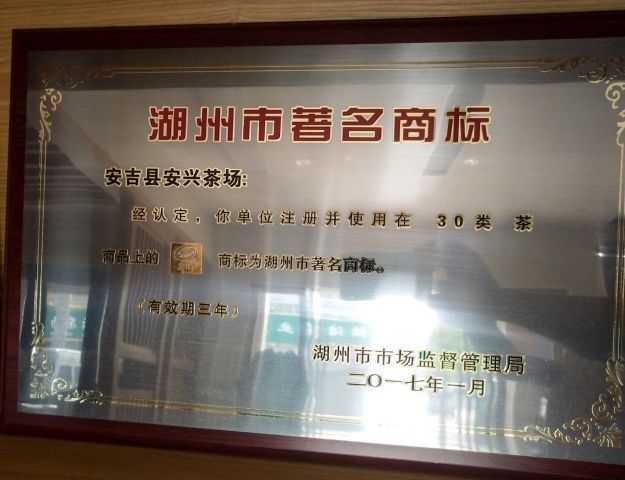 湖州市著名商标
安吉县安兴茶场:
经认定，你单位注册并使用在 30类 茶
商品上的 商标为湖州市著名商标。
（有效期三年）
湖州市市场监督管理局
二〇一七年一月